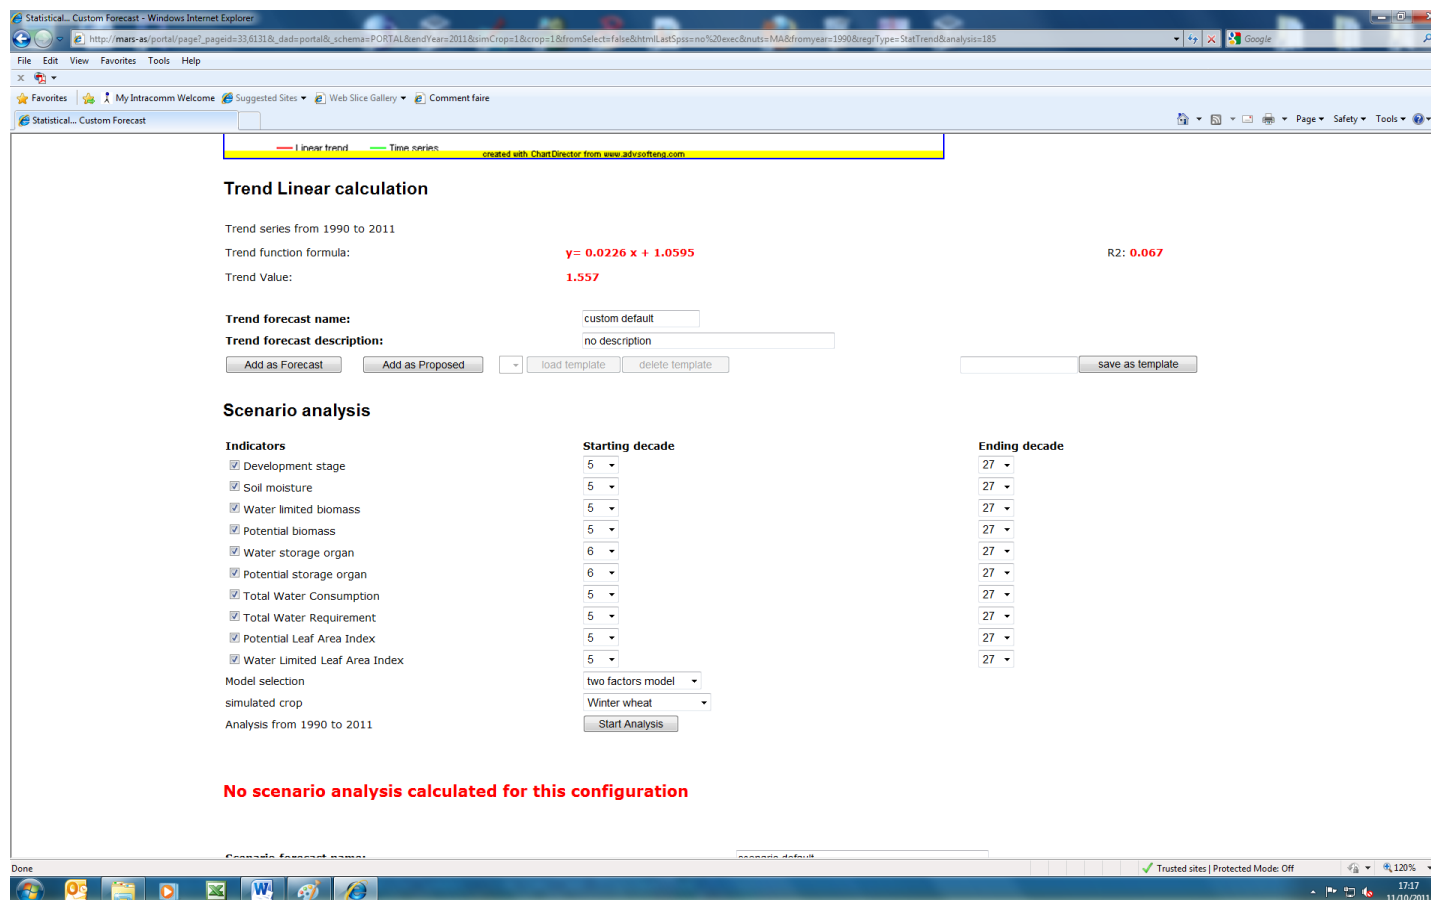 Statistical... Custom Forecast - Windows Internet Explorer
http://mars-as/portal/page?_pageid=33,6131&_dad=portal&_schema=PORTAL&endYear=2011&simCrop=1&crop=1&fromSelect=false&htmlLastSpss=no%20exec&nuts=MA&fromyear=1990&regrType=StatTrend&analysis=185 Google
File Edit View Favorites Tools Help
x
Favorites My Intracomm Welcome Suggested Sites Web Slice Gallery Comment faire
Statistical... Custom Forecast Page Safety Tools
Linear trend Time series
created with ChartDirector from www.advsofteng.com
Trend Linear calculation
Trend series from 1990 to 2011
Trend function formula: y= 0.0226 x + 1.0595 R2: 0.067
Trend Value: 1.557
Trend forecast name: custom default
Trend forecast description: no description
Add as Forecast Add as Proposed load template delete template save as template
Scenario analysis
Indicators Starting decade Ending decade
Development stage 5 27
Soil moisture 5 27
Water limited biomass 5 27
Potential biomass 5 27
Water storage organ 6 27
Potential storage organ 6 27
Total Water Consumption 5 27
Total Water Requirement 5 27
Potential Leaf Area Index 5 27
Water Limited Leaf Area Index 5 27
Model selection two factors model
simulated crop Winter wheat
Analysis from 1990 to 2011 Start Analysis
No scenario analysis calculated for this configuration
Scenario forecast name: scenario default
Done Trusted sites | Protected Mode: Off 120%
17:17
11/10/2011